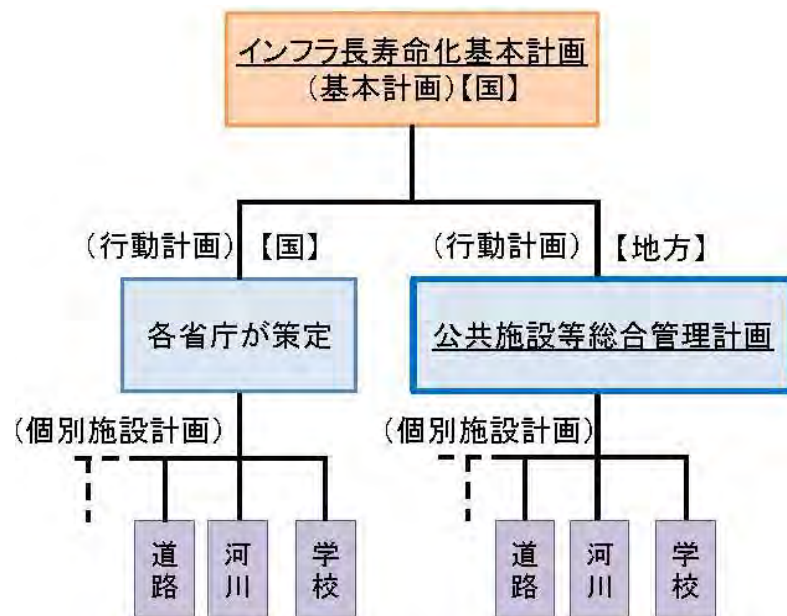 インフラ長寿命化基本計画
(基本計画)【国】
(行動計画)【国】
(行動計画)【地方】
各省庁が策定
公共施設等総合管理計画
(個別施設計画)
(個別施設計画)
道路
河川
学校
道路
河川
学校